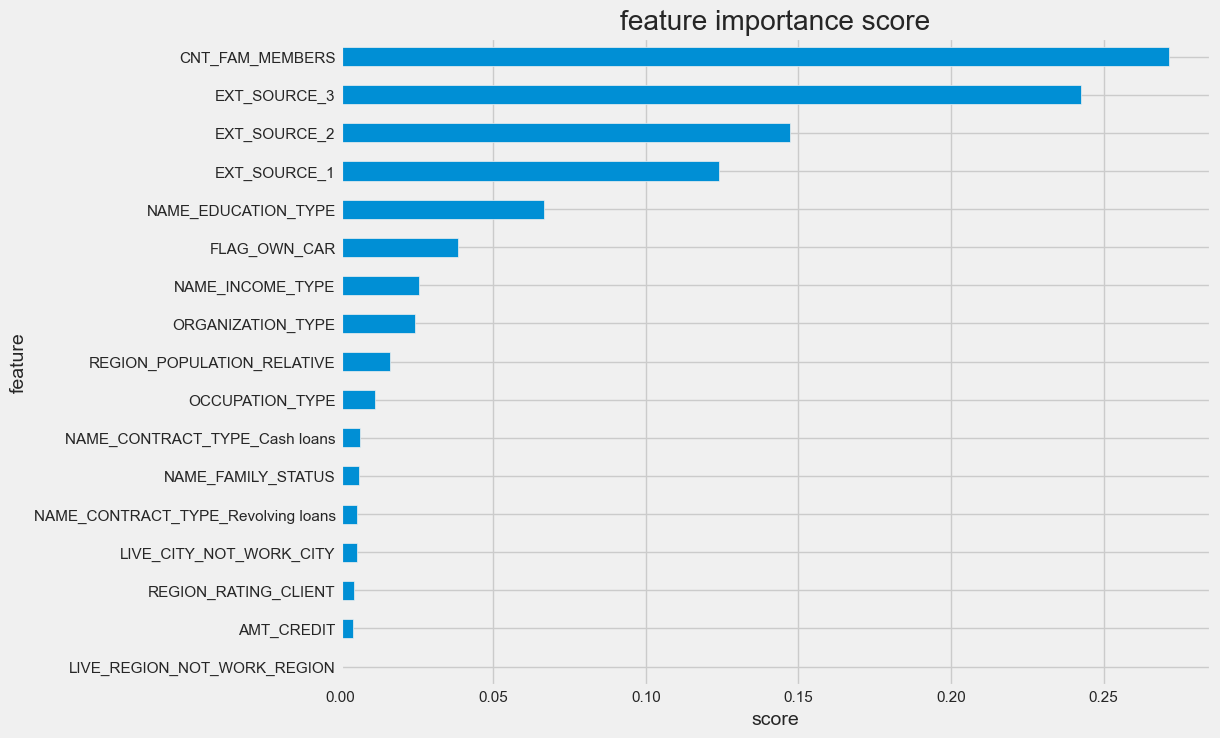 feature importance score
CNT_FAM_MEMBERS
EXT_SOURCE_3
EXT_SOURCE_2
EXT_SOURCE_1
NAME_EDUCATION_TYPE
FLAG_OWN_CAR
NAME_INCOME_TYPE
ORGANIZATION_TYPE
REGION_POPULATION_RELATIVE
OCCUPATION_TYPE
NAME_CONTRACT_TYPE_Cash loans
NAME_FAMILY_STATUS
NAME_CONTRACT_TYPE_Revolving loans
LIVE_CITY_NOT_WORK_CITY
REGION_RATING_CLIENT
AMT_CREDIT
LIVE_REGION_NOT_WORK_REGION
feature
0.00 0.05 0.10 0.15 0.20 0.25
score